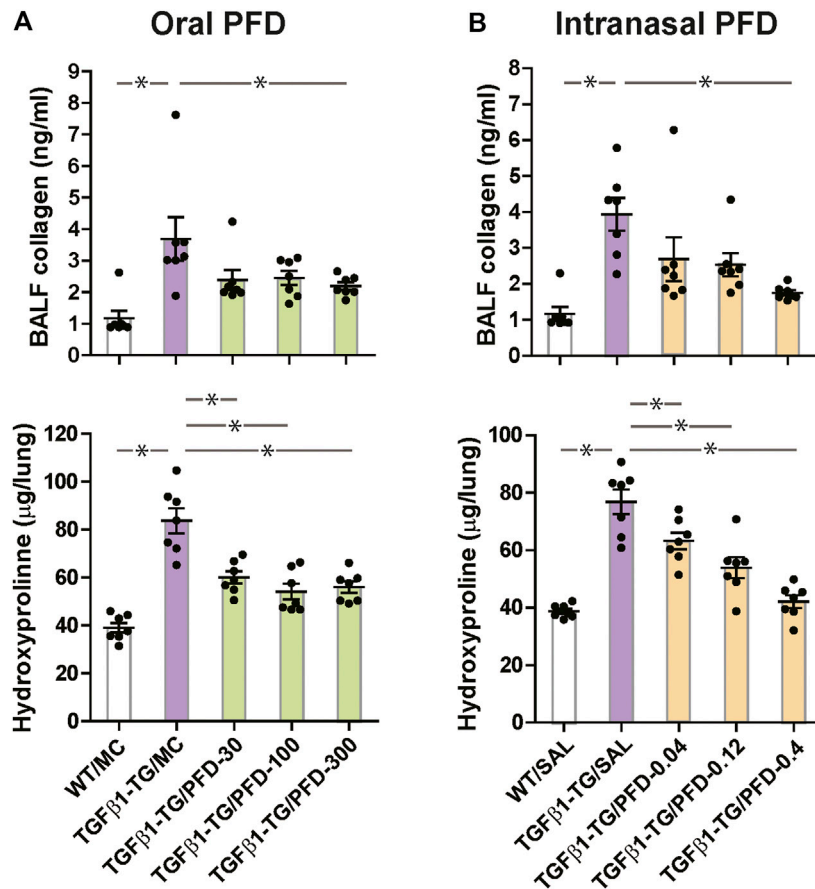 A
Oral PFD
B
Intranasal PFD
BALF collagen (ng/ml)
9
8
7
6
5
4
3
2
1
0
*
*
BALF collagen (ng/ml)
8
7
6
5
4
3
2
1
0
*
*
Hydroxyprolinne (µg/lung)
120
100
80
60
40
20
0
*
*
*
*
WT/MC
TGFβ1-TG/MC
TGFβ1-TG/PFD-30
TGFβ1-TG/PFD-100
TGFβ1-TG/PFD-300
Hydroxyproline (µg/lung)
100
80
60
40
20
0
*
*
*
*
WT/SAL
TGFβ1-TG/SAL
TGFβ1-TG/PFD-0.04
TGFβ1-TG/PFD-0.12
TGFβ1-TG/PFD-0.4